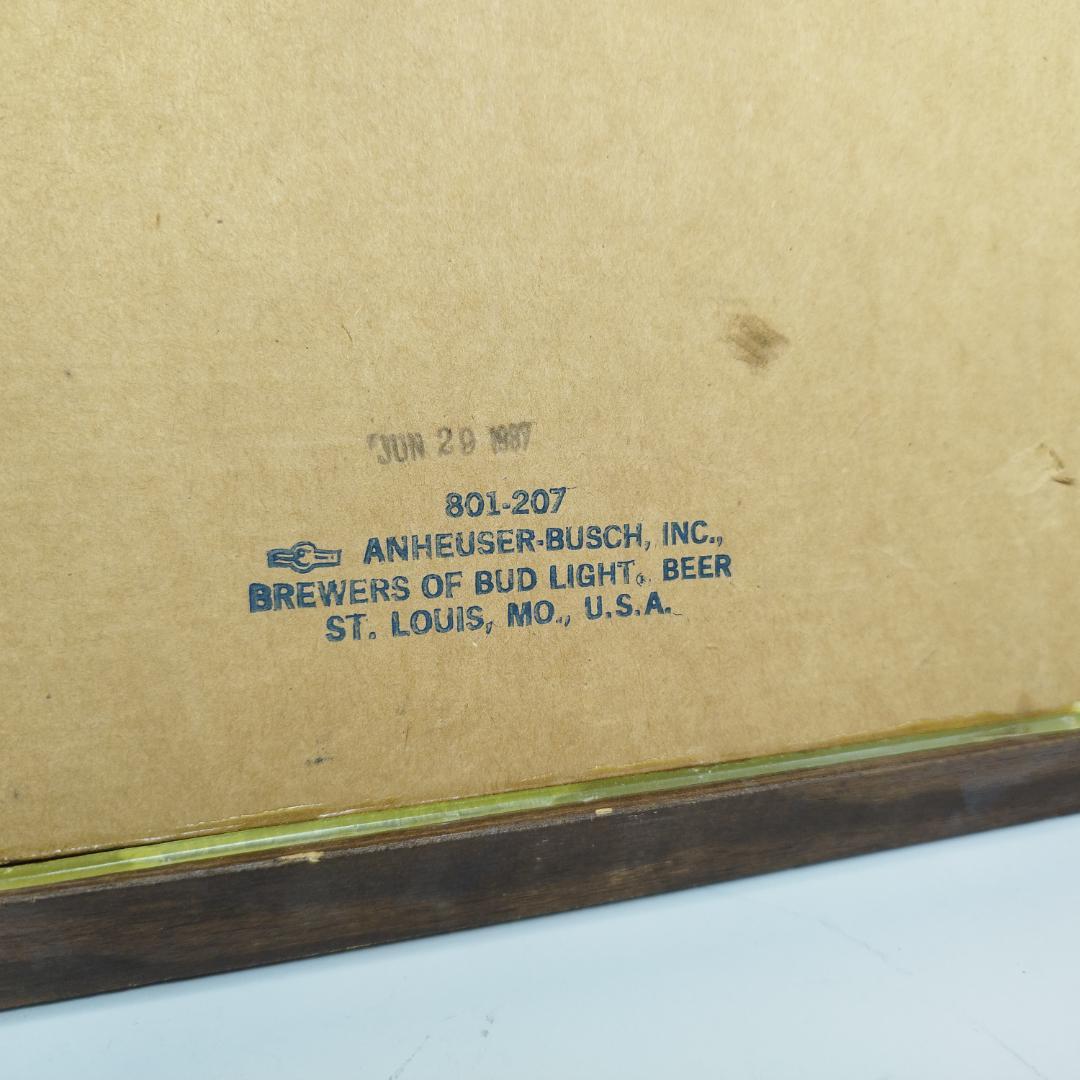 JUN 29 1987
801-207
ANHEUSER-BUSCH, INC.,
BREWERS OF BUD LIGHT® BEER
ST. LOUIS, MO., U.S.A.